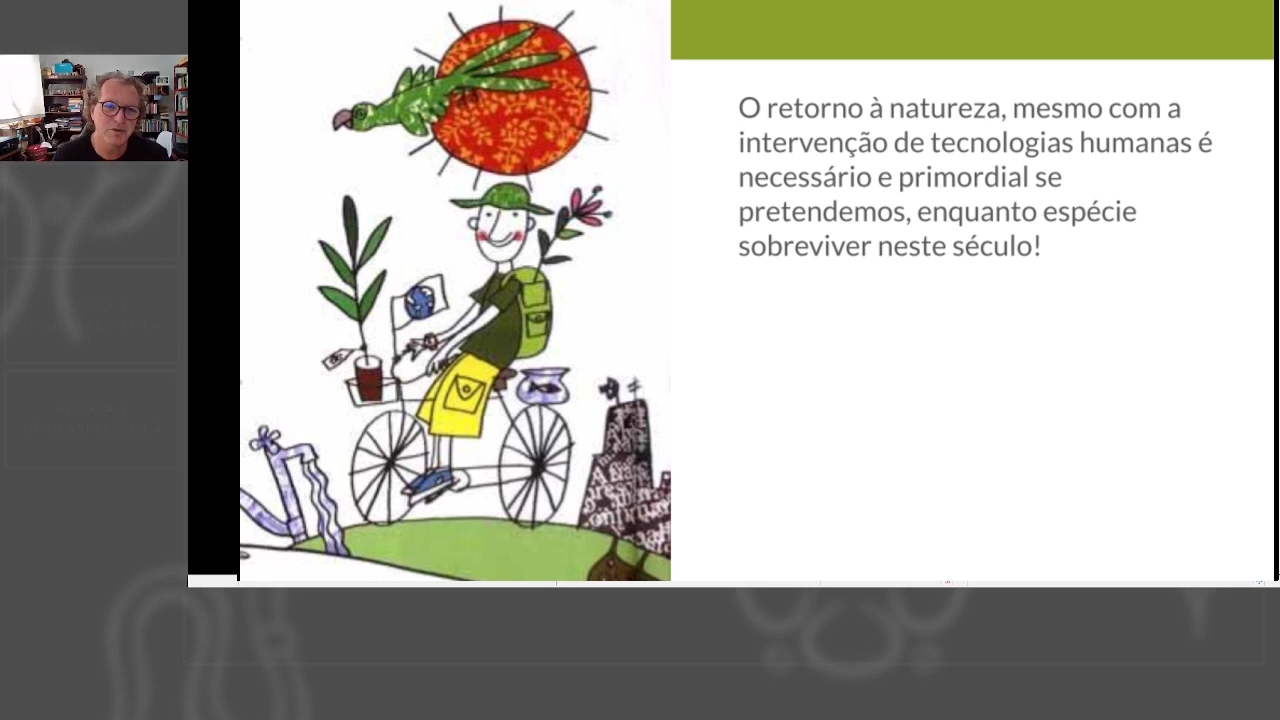 O retorno à natureza, mesmo com a
intervenção de tecnologias humanas é
necessário e primordial se
pretendemos, enquanto espécie
sobreviver neste século!